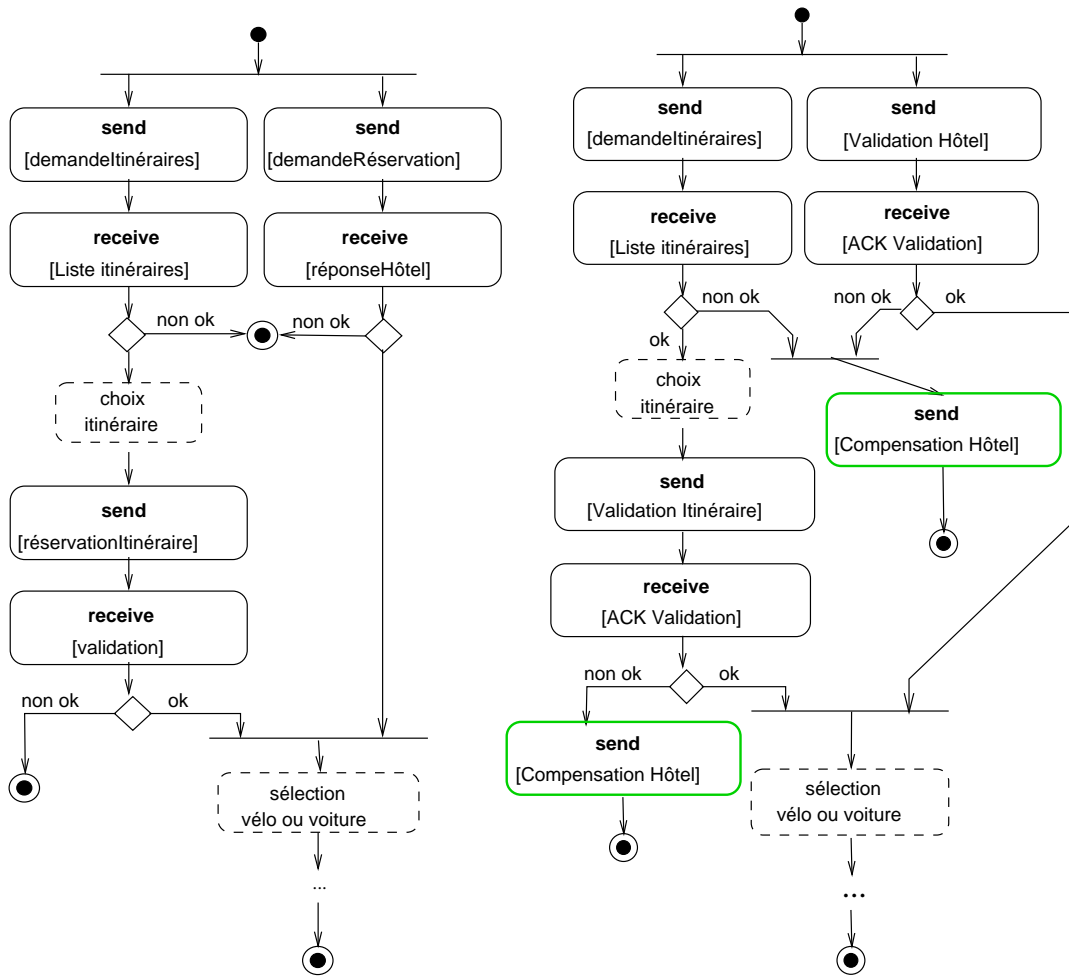 send
[demandeItinéraires]
send
[demandeRéservation]
receive
[Liste itinéraires]
receive
[réponseHôtel]
non ok
non ok
choix
itinéraire
send
[réservationItinéraire]
receive
[validation]
non ok
ok
sélection
vélo ou voiture
...
send
[demandeItinéraires]
send
[Validation Hôtel]
receive
[Liste itinéraires]
receive
[ACK Validation]
non ok
non ok
ok
ok
choix
itinéraire
send
[Compensation Hôtel]
send
[Validation Itinéraire]
receive
[ACK Validation]
non ok
ok
send
[Compensation Hôtel]
sélection
vélo ou voiture
...